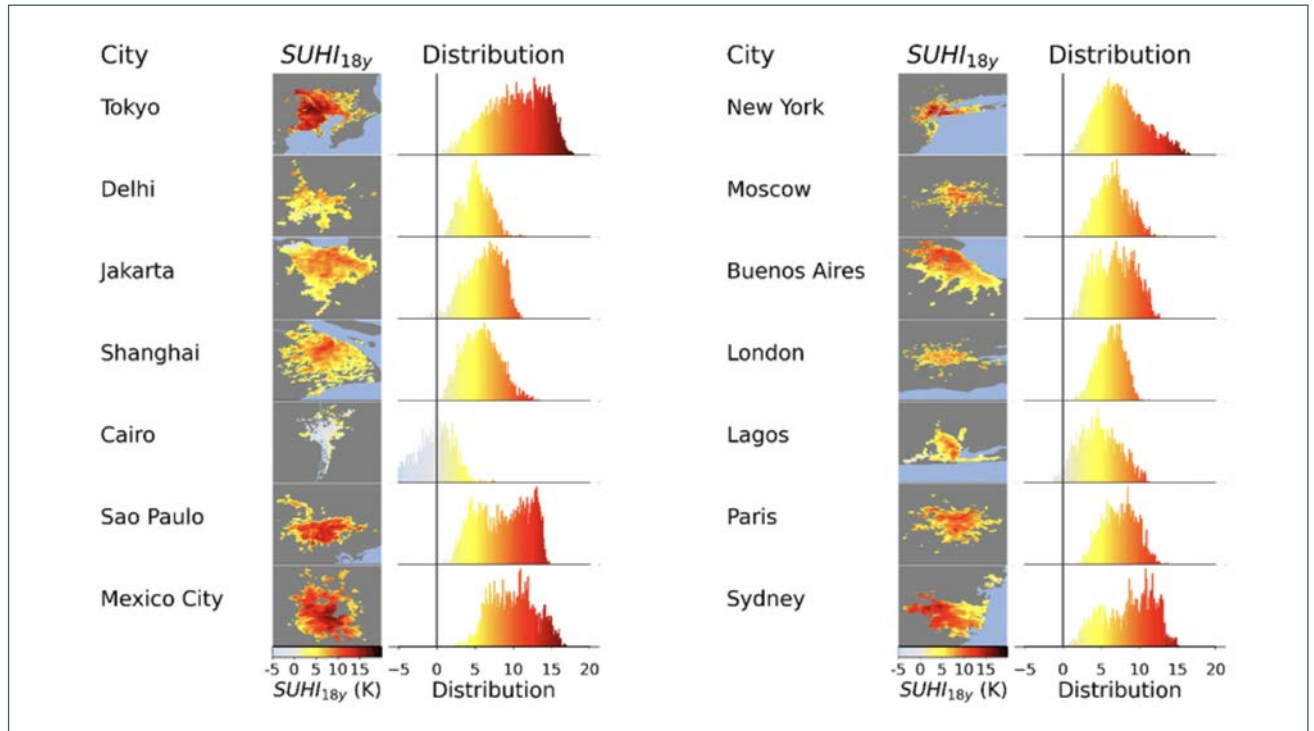 City SUHI18y Distribution City SUHI18y Distribution
Tokyo New York
Delhi Moscow
Jakarta Buenos Aires
Shanghai London
Cairo Lagos
Sao Paulo Paris
Mexico City Sydney
-5 0 5 10 15 −5 0 5 10 15 20 -5 0 5 10 15 −5 0 5 10 15 20
SUHI18y (K) Distribution SUHI18y (K) Distribution